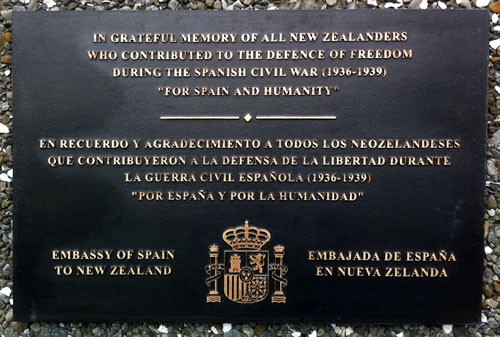 IN GRATEFUL MEMORY OF ALL NEW ZEALANDERS
WHO CONTRIBUTED TO THE DEFENCE OF FREEDOM
DURING THE SPANISH CIVIL WAR (1936-1939)
"FOR SPAIN AND HUMANITY"
EN RECUERDO Y AGRADECIMIENTO A TODOS LOS NEOZELANDESES
QUE CONTRIBUYERON A LA DEFENSA DE LA LIBERTAD DURANTE
LA GUERRA CIVIL ESPAÑOLA (1936-1939)
"POR ESPAÑA Y POR LA HUMANIDAD"
EMBASSY OF SPAIN
TO NEW ZEALAND
EMBAJADA DE ESPAÑA
EN NUEVA ZELANDA